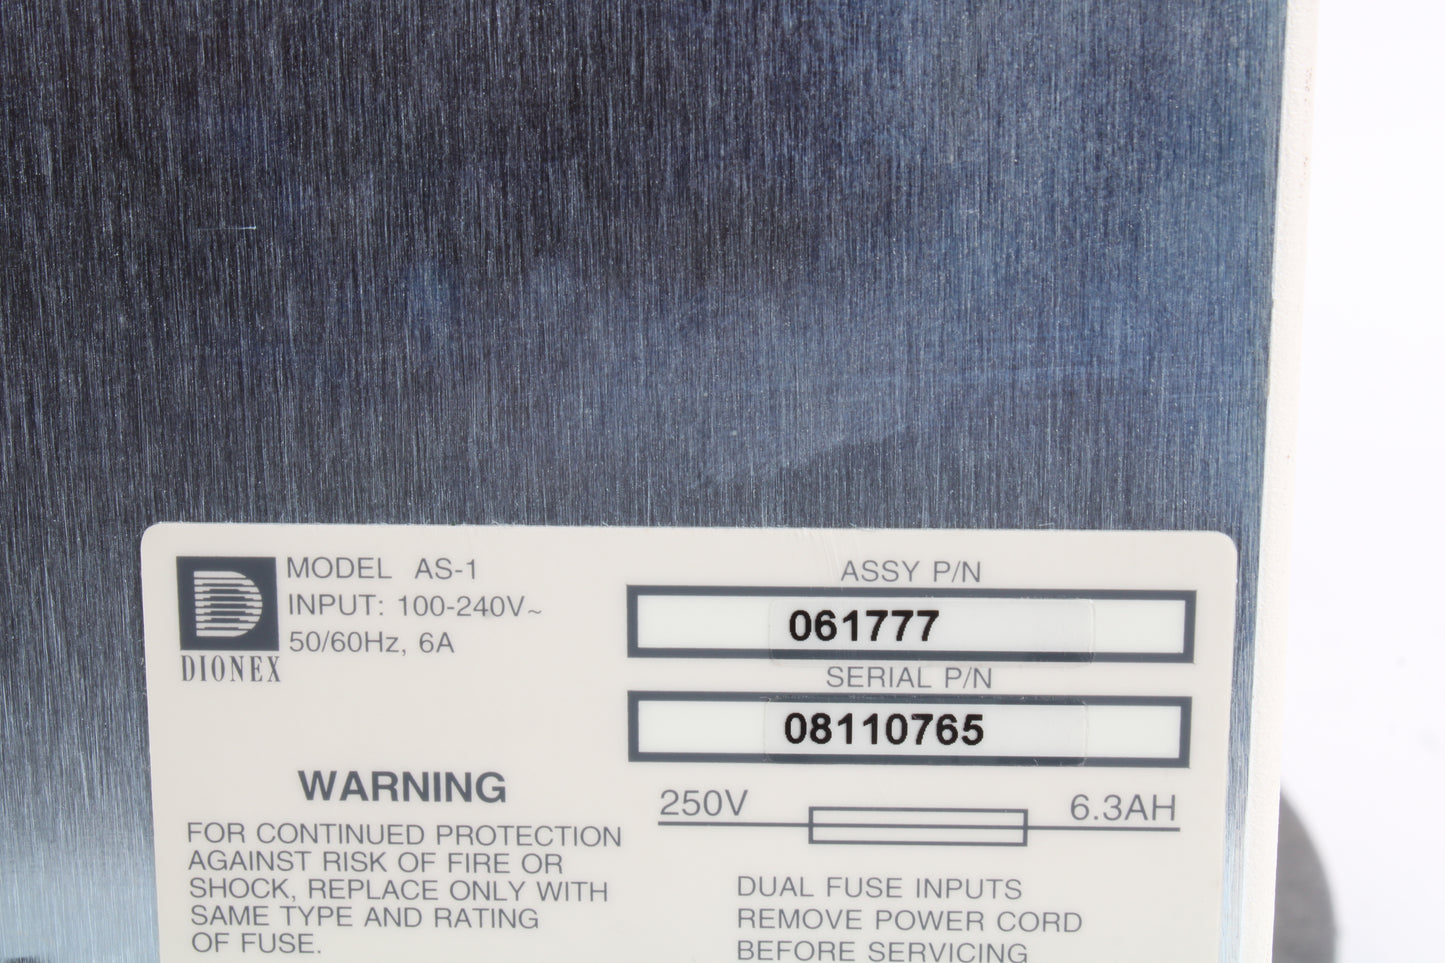 D
DIONEX
MODEL AS-1
INPUT: 100-240V~
50/60Hz, 6A
ASSY P/N
061777
SERIAL P/N
08110765
WARNING
FOR CONTINUED PROTECTION
AGAINST RISK OF FIRE OR
SHOCK, REPLACE ONLY WITH
SAME TYPE AND RATING
OF FUSE.
250V 6.3AH
DUAL FUSE INPUTS
REMOVE POWER CORD
BEFORE SERVICING